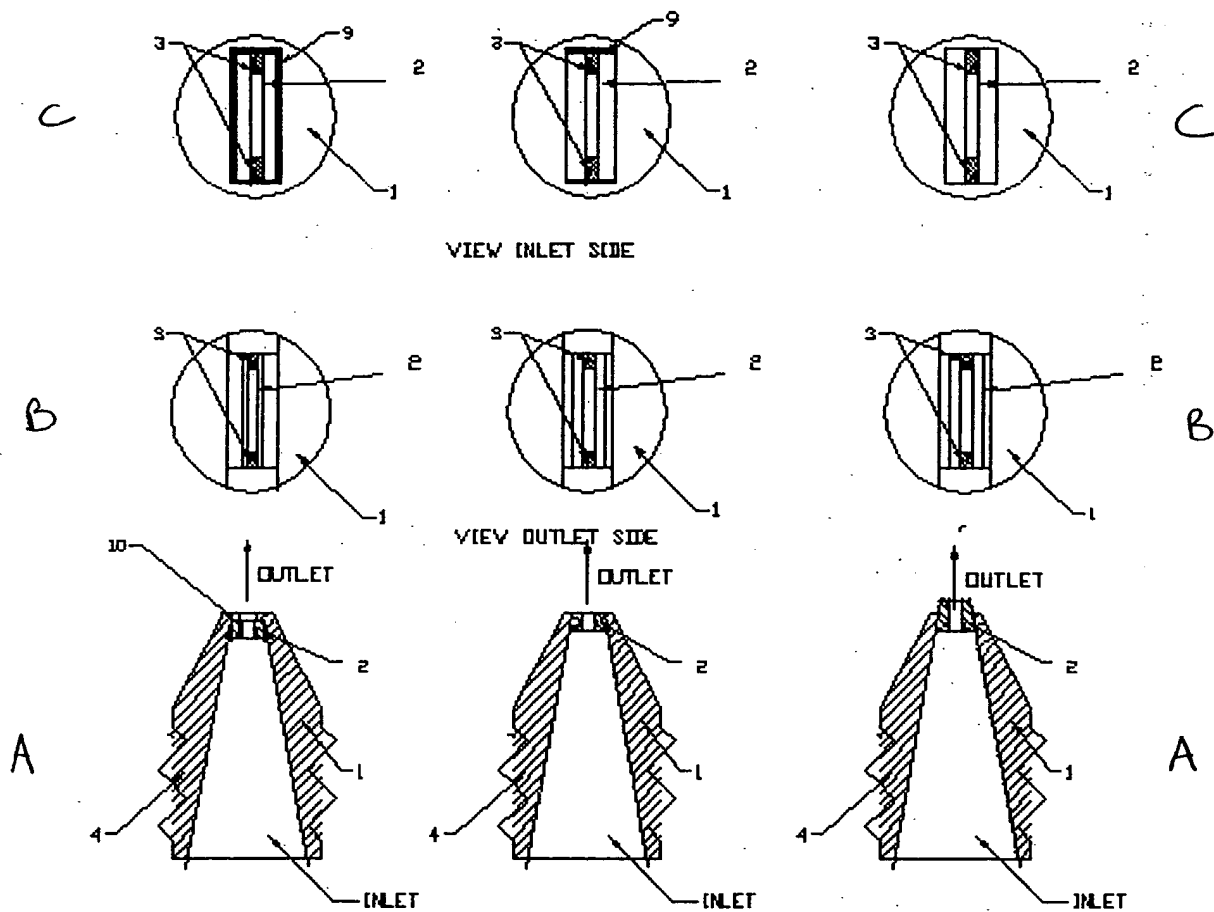 3 9 2
3 9 2
3 2
C C
1 1 1
VIEW INLET SIDE
3 2
3 2
3 2
B B
1 1 1
VIEW OUTLET SIDE
10
OUTLET OUTLET OUTLET
2 2 2
A A
1 1 1
4 4 4
INLET INLET INLET